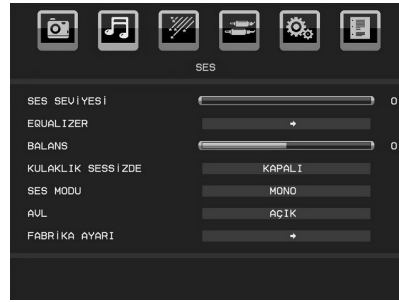 SES
SES SEVİYESİ 0
EQUALIZER
BALANS 0
KULAKLIK SESSİZDE KAPALI
SES MODU MONO
AVL AÇIK
FABRİKA AYARI